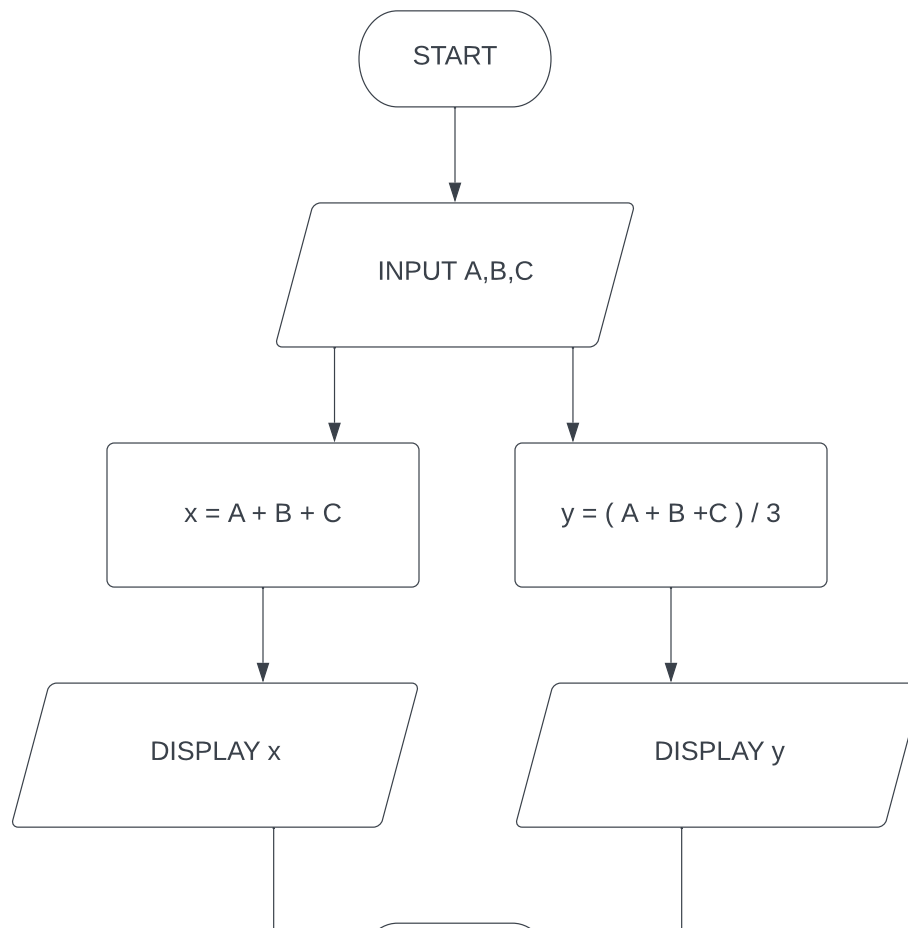 START
INPUT A,B,C
x = A + B + C
y = ( A + B +C ) / 3
DISPLAY x
DISPLAY y